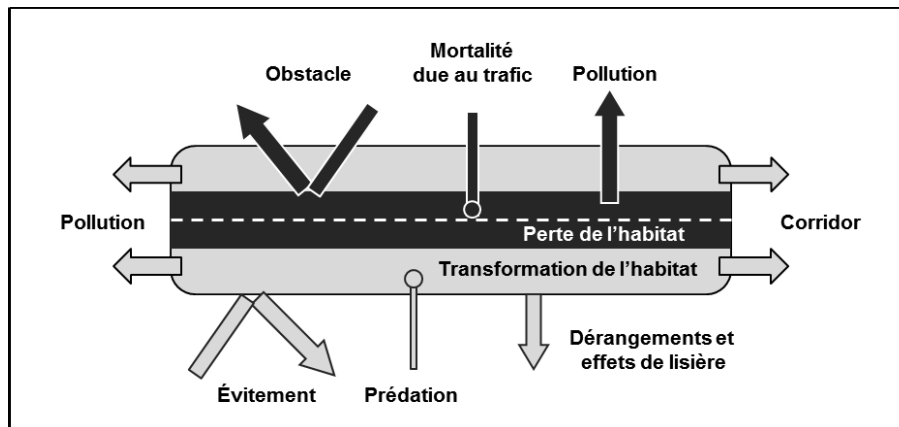 Obstacle
Mortalité
due au trafic
Pollution
Pollution
Perte de l'habitat
Corridor
Transformation de l'habitat
Dérangements et
effets de lisière
Évitement
Prédation